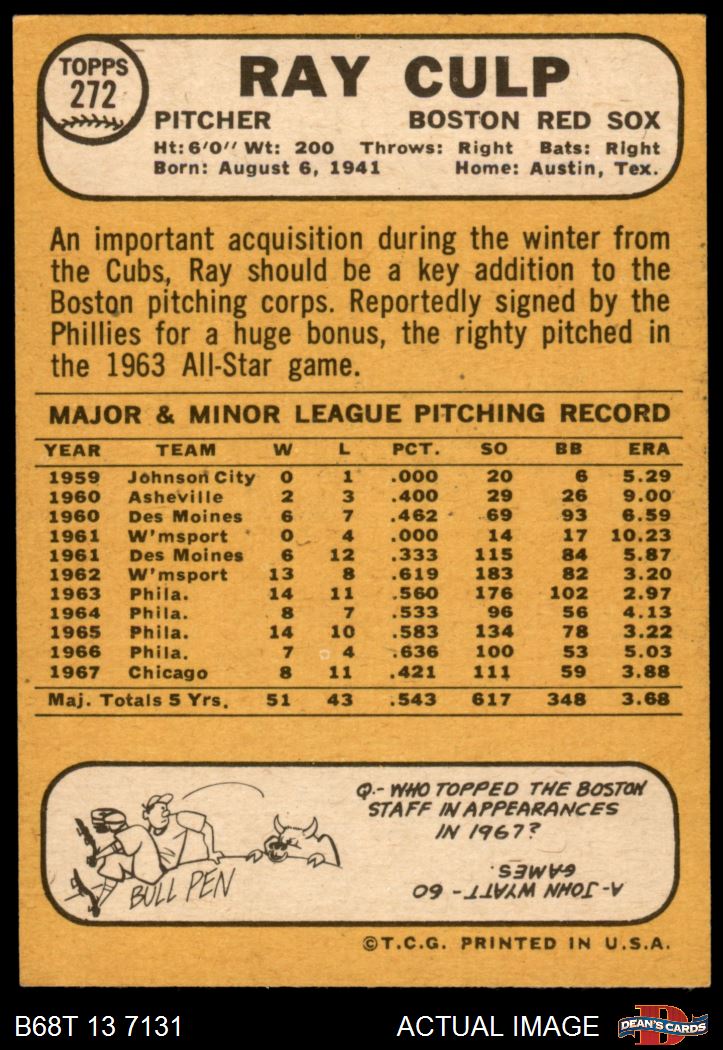 TOPPS
272
RAY CULP
PITCHER BOSTON RED SOX
Ht: 6'0" Wt: 200 Throws: Right Bats: Right
Born: August 6, 1941 Home: Austin, Tex.
An important acquisition during the winter from
the Cubs, Ray should be a key addition to the
Boston pitching corps. Reportedly signed by the
Phillies for a huge bonus, the righty pitched in
the 1963 All-Star game.
MAJOR & MINOR LEAGUE PITCHING RECORD
YEAR TEAM W L PCT. SO BB ERA
1959 Johnson City 0 1 .000 20 6 5.29
1960 Asheville 2 3 .400 29 26 9.00
1960 Des Moines 6 7 .462 69 93 6.59
1961 W'msport 0 4 .000 14 17 10.23
1961 Des Moines 6 12 .333 115 84 5.87
1962 W'msport 13 8 .619 183 82 3.20
1963 Phila. 14 11 .560 176 102 2.97
1964 Phila. 8 7 .533 96 56 4.13
1965 Phila. 14 10 .583 134 78 3.22
1966 Phila. 7 4 .636 100 53 5.03
1967 Chicago 8 11 .421 111 59 3.88
Maj. Totals 5 Yrs. 51 43 .543 617 348 3.68
BULL PEN
Q.- WHO TOPPED THE BOSTON
STAFF IN APPEARANCES
IN 1967?
A-JOHN WYATT-60
GAMES.
©T.C.G. PRINTED IN U.S.A.
B68T 13 7131 ACTUAL IMAGE
D
DEAN'S CARDS